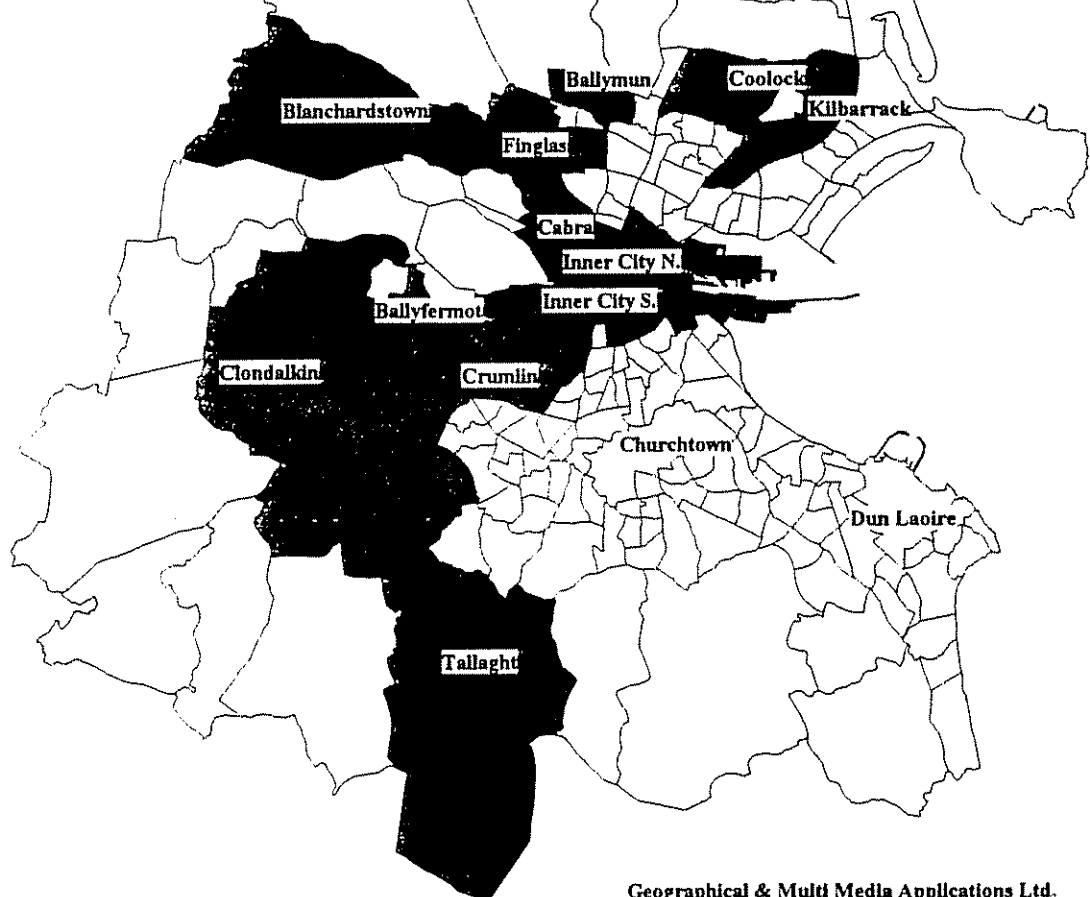 Ballymun
Coolock
Blanchardstown
Kilbarrack
Finglas
Cabra
Inner City N.
Inner City S.
Ballyfermot
Clondalkin
Crumlin
Churchtown
Dun Laoire
Tallaght
Geographical & Multi Media Applications Ltd.